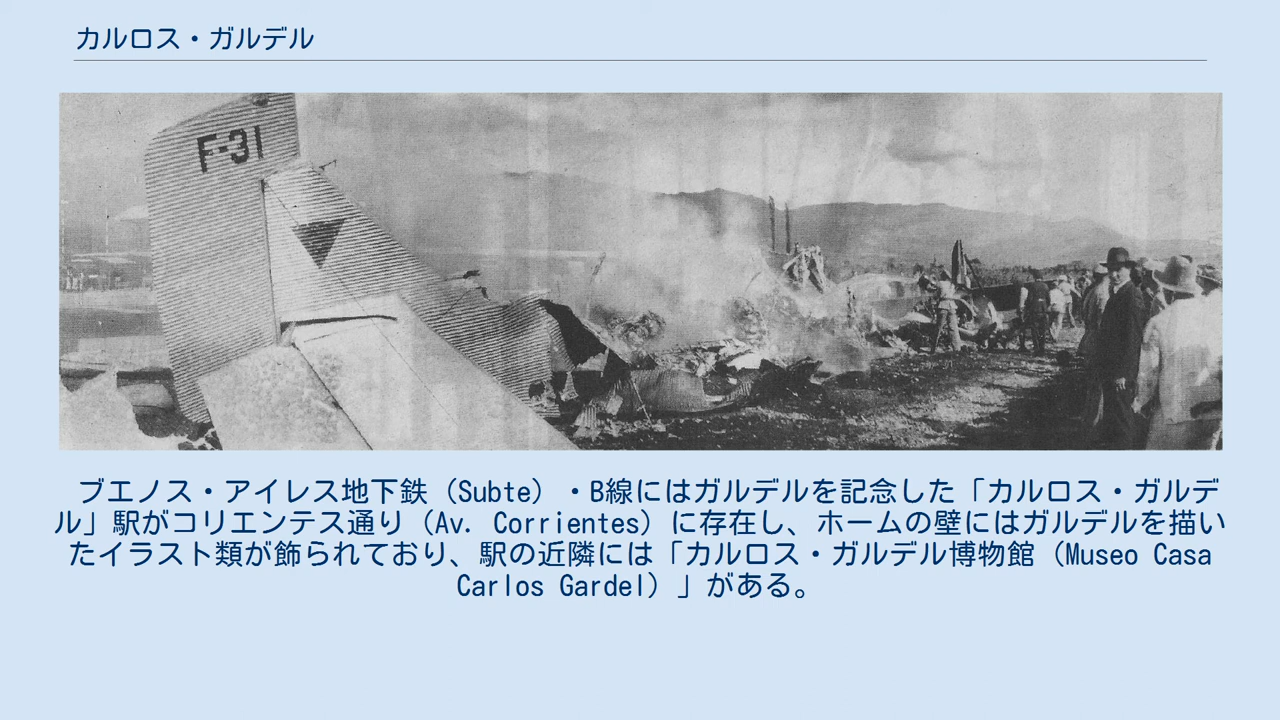 カルロス・ガルデル
F-31
ブエノス・アイレス地下鉄（Subte）・B線にはガルデルを記念した「カルロス・ガルデ
ル」駅がコリエンテス通り（Av. Corrientes）に存在し、ホームの壁にはガルデルを描い
たイラスト類が飾られており、駅の近隣には「カルロス・ガルデル博物館（Museo Casa
Carlos Gardel）」がある。